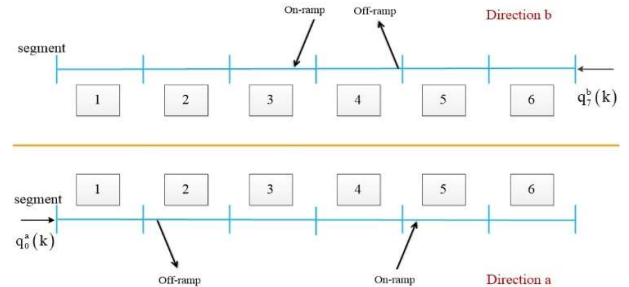 On-ramp Off-ramp Direction b
segment
1 2 3 4 5 6
q₇ᵇ(k)
1 2 3 4 5 6
segment
q₀ᵃ(k)
Off-ramp On-ramp Direction a